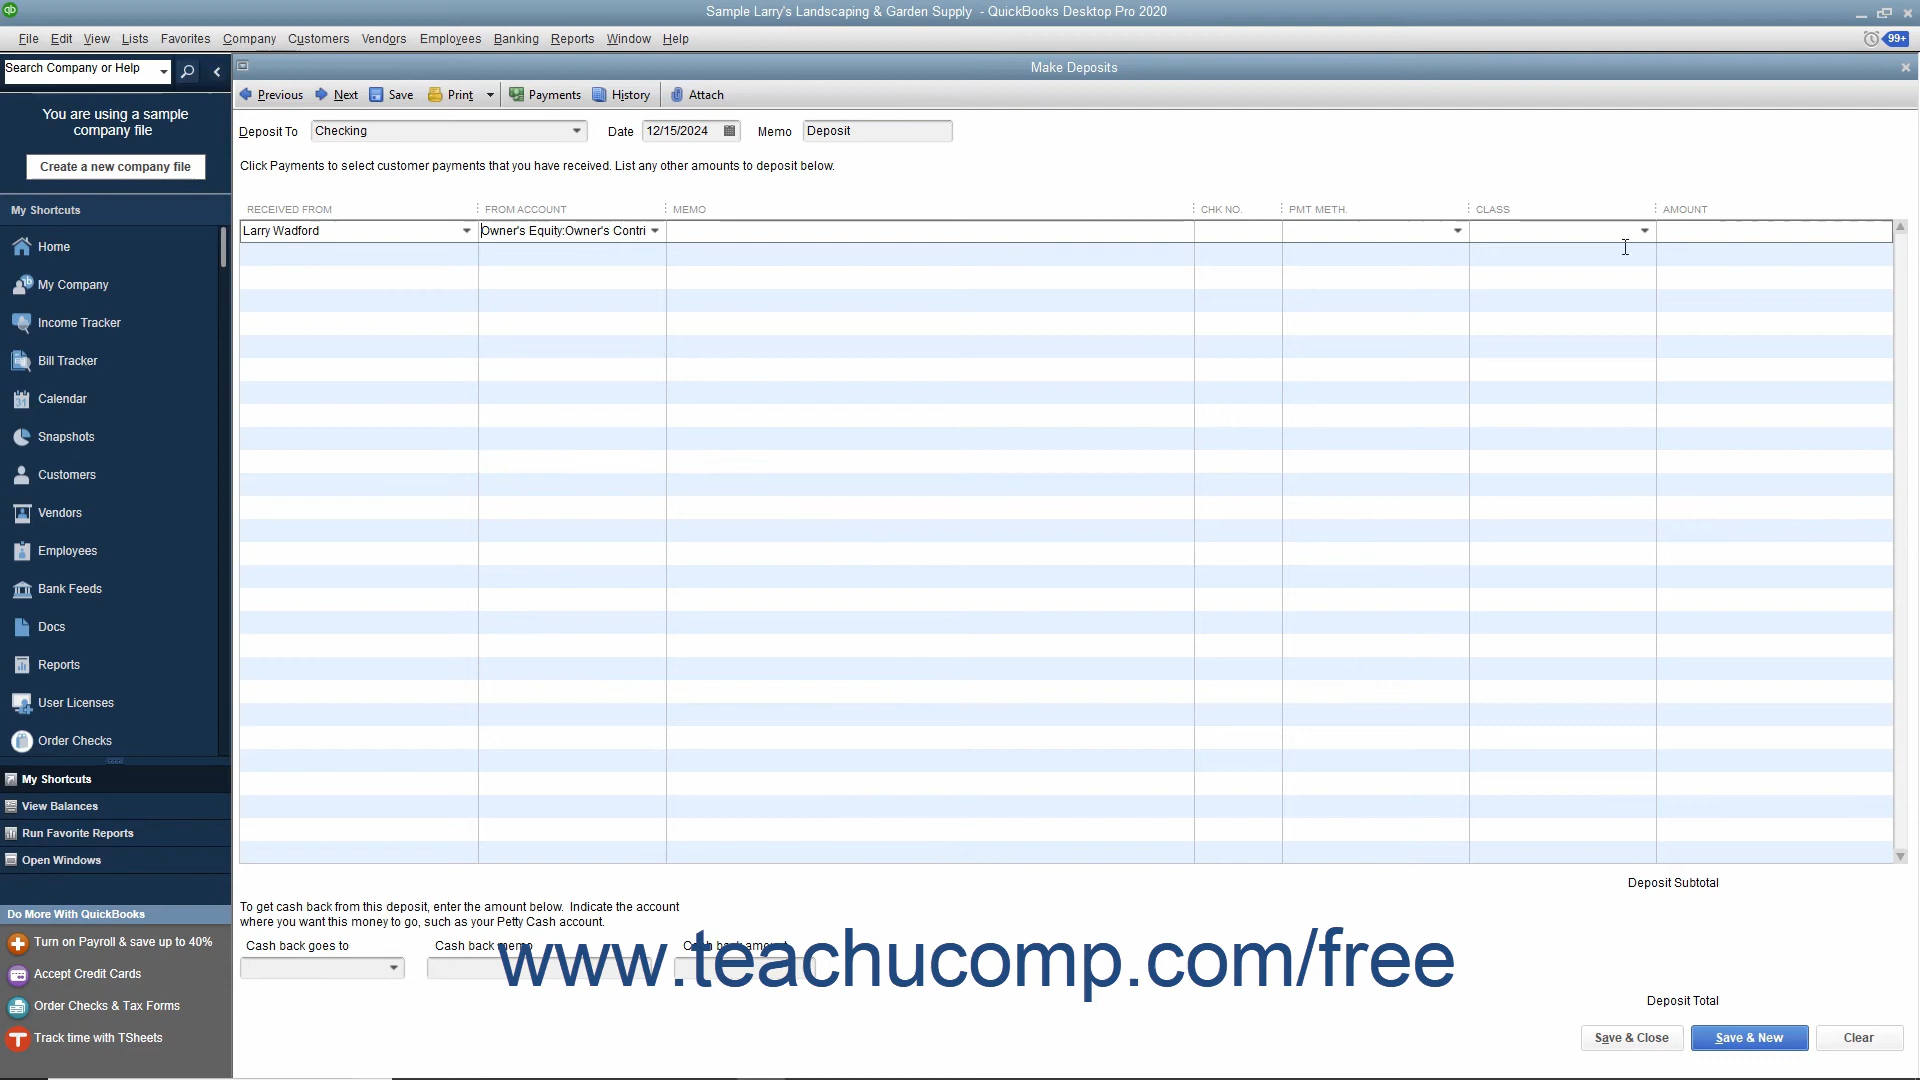 Sample Larry's Landscaping & Garden Supply - QuickBooks Desktop Pro 2020
File Edit View Lists Favorites Company Customers Vendors Employees Banking Reports Window Help
99+
Search Company or Help
Make Deposits
Previous Next Save Print Payments History Attach
You are using a sample
company file
Create a new company file
Deposit To Checking Date 12/15/2024 Memo Deposit
Click Payments to select customer payments that you have received. List any other amounts to deposit below.
My Shortcuts
RECEIVED FROM FROM ACCOUNT MEMO CHK NO. PMT METH. CLASS AMOUNT
Larry Wadford Owner's Equity:Owner's Contri
Home
My Company
Income Tracker
Bill Tracker
Calendar
Snapshots
Customers
Vendors
Employees
Bank Feeds
Docs
Reports
User Licenses
Order Checks
My Shortcuts
View Balances
Run Favorite Reports
Open Windows
Do More With QuickBooks
Turn on Payroll & save up to 40%
Accept Credit Cards
Order Checks & Tax Forms
Track time with TSheets
Deposit Subtotal
To get cash back from this deposit, enter the amount below. Indicate the account
where you want this money to go, such as your Petty Cash account.
Cash back goes to Cash back memo Cash back amount
www.teachucomp.com/free
Deposit Total
Save & Close Save & New Clear